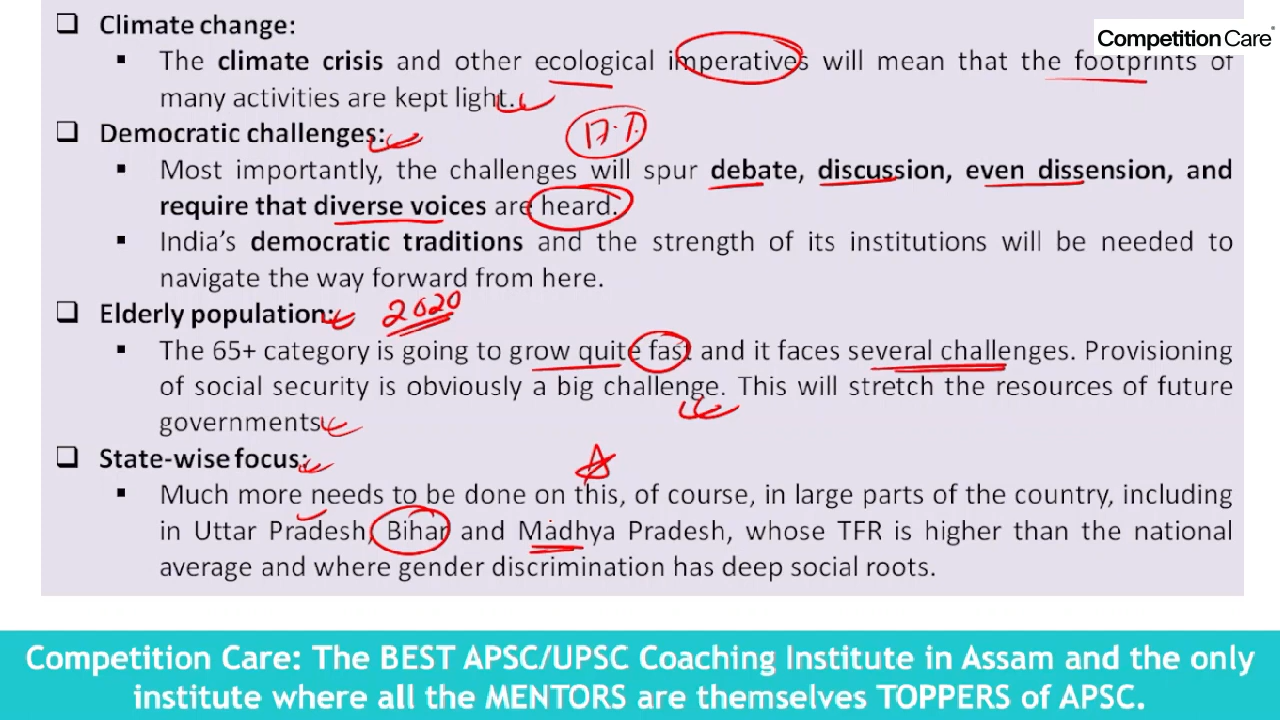 Climate change:
Competition Care
The climate crisis and other ecological imperatives will mean that the footprints of
many activities are kept light.
Democratic challenges:
17.1.
Most importantly, the challenges will spur debate, discussion, even dissension, and
require that diverse voices are heard.
India's democratic traditions and the strength of its institutions will be needed to
navigate the way forward from here.
Elderly population:
2020
The 65+ category is going to grow quite fast and it faces several challenges. Provisioning
of social security is obviously a big challenge. This will stretch the resources of future
governments.
State-wise focus:
Much more needs to be done on this, of course, in large parts of the country, including
in Uttar Pradesh, Bihar and Madhya Pradesh, whose TFR is higher than the national
average and where gender discrimination has deep social roots.
Competition Care: The BEST APSC/UPSC Coaching Institute in Assam and the only
institute where all the MENTORS are themselves TOPPERS of APSC.